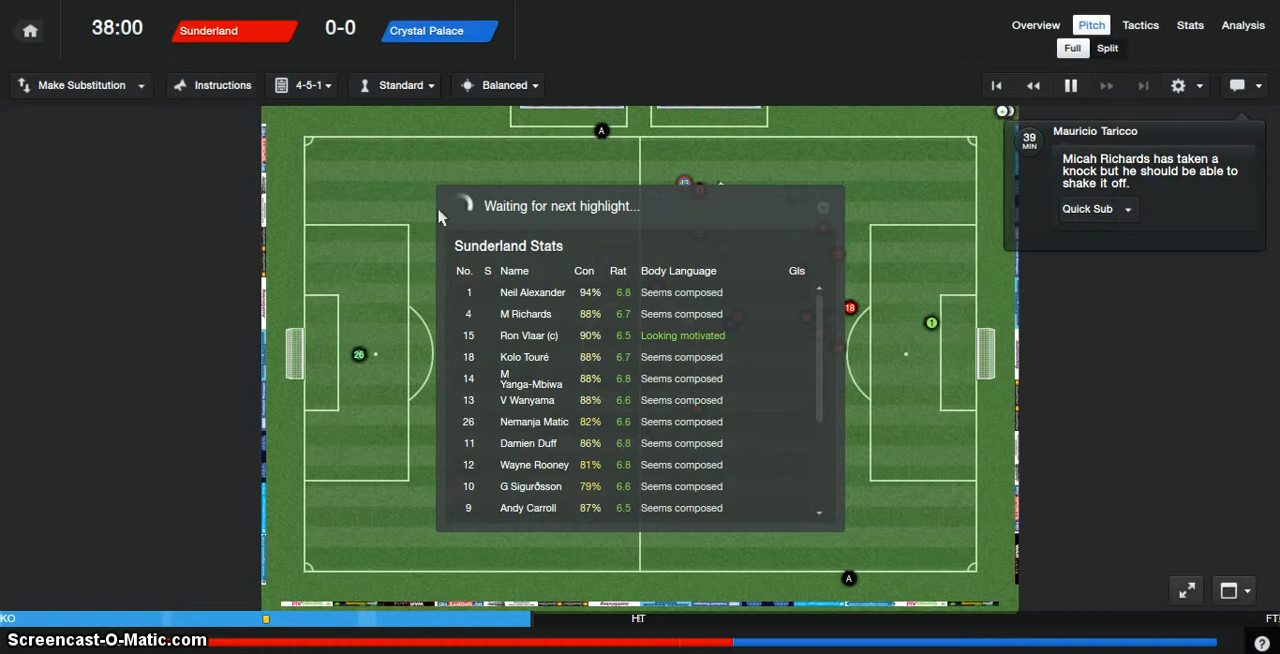 38:00
Sunderland
0-0
Crystal Palace
Overview
Pitch
Tactics
Stats
Analysis
Full
Split
Make Substitution
Instructions
4-5-1
Standard
Balanced
A
39
MIN
Mauricio Taricco
Micah Richards has taken a
knock but he should be able to
shake it off.
Quick Sub
Waiting for next highlight...
Sunderland Stats
No. S Name Con Rat Body Language Gls
1 Neil Alexander 94% 6.8 Seems composed
4 M Richards 88% 6.7 Seems composed
15 Ron Vlaar (c) 90% 6.5 Looking motivated
18 Kolo Touré 88% 6.7 Seems composed
14 M Yanga-Mbiwa 88% 6.8 Seems composed
13 V Wanyama 88% 6.6 Seems composed
26 Nemanja Matic 82% 6.6 Seems composed
11 Damien Duff 86% 6.8 Seems composed
12 Wayne Rooney 81% 6.8 Seems composed
10 G Sigurðsson 79% 6.6 Seems composed
9 Andy Carroll 87% 6.5 Seems composed
18
1
26
A
KO
HT
FT
Screencast-O-Matic.com
?